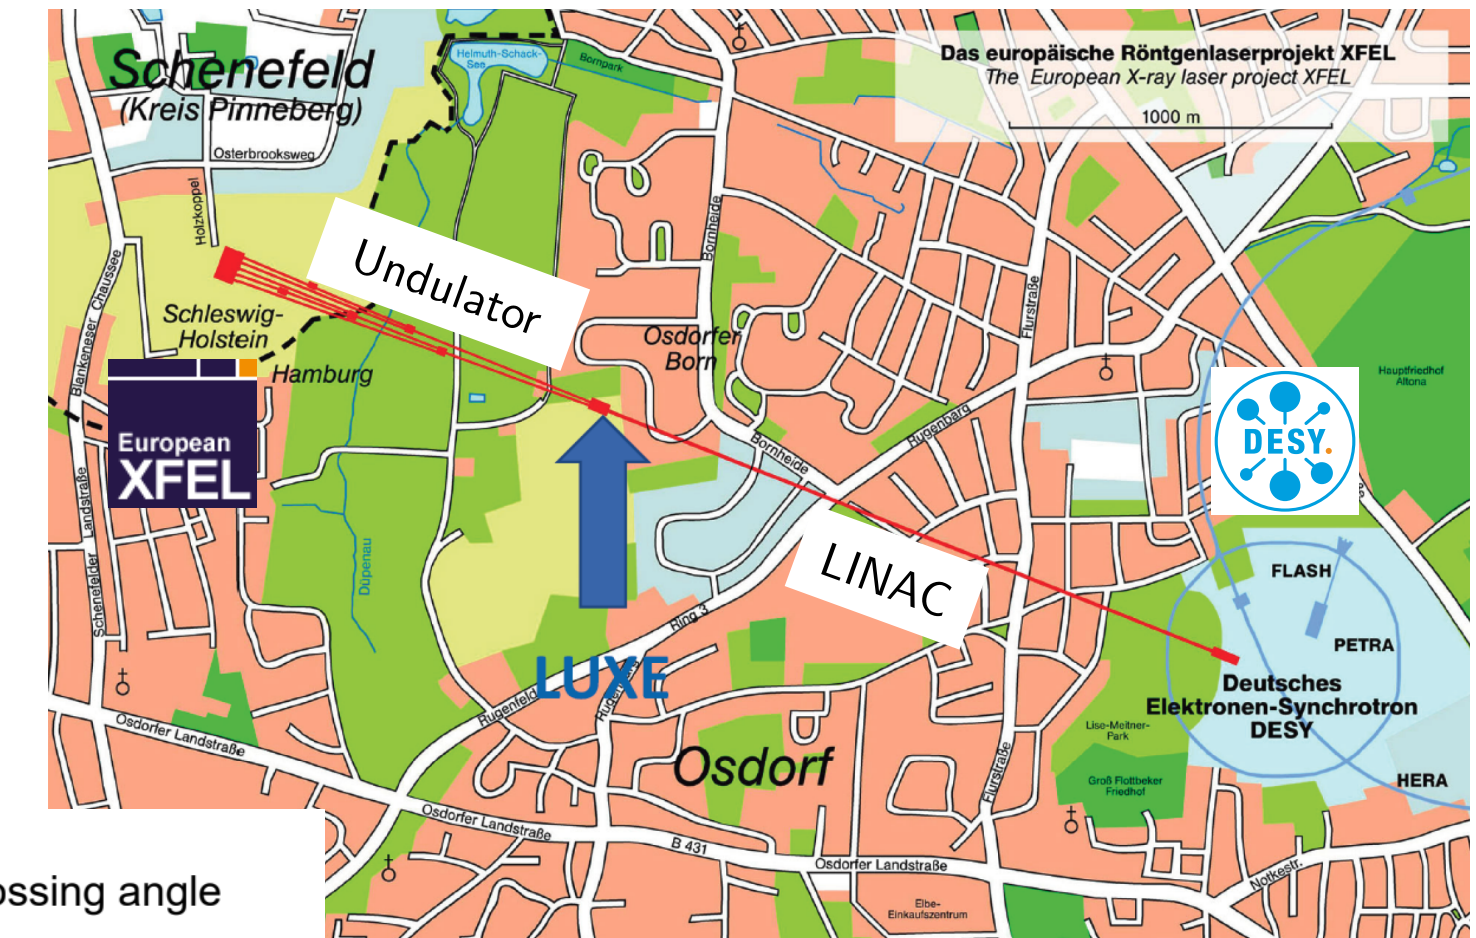 Das europäische Röntgenlaserprojekt XFEL
The European X-ray laser project XFEL
1000 m
Schenefeld
(Kreis Pinneberg)
Helmuth-Schack-
See
Bornpark
Osterbrooksweg
Holzkoppel
Bornheide
Undulator
Blankeneser Chaussee
Schleswig-
Holstein
Hamburg
Osdorfer
Born
Flurstraße
Hauptfriedhof
Altona
European
XFEL
DESY.
Rugenbarg
Bornheide
Schenefelder Landstraße
Düpenau
LINAC
FLASH
PETRA
Ring 3
LUXE
Rugenfeld
Deutsches
Elektronen-Synchrotron
DESY
Lise-Meitner-
Park
Osdorfer Landstraße
Osdorf
Flurstraße
Groß Flottbeker
Friedhof
HERA
Osdorfer Landstraße
B 431
Osdorfer Landstraße
Notkestr.
ossing angle
Elbe-
Einkaufszentrum